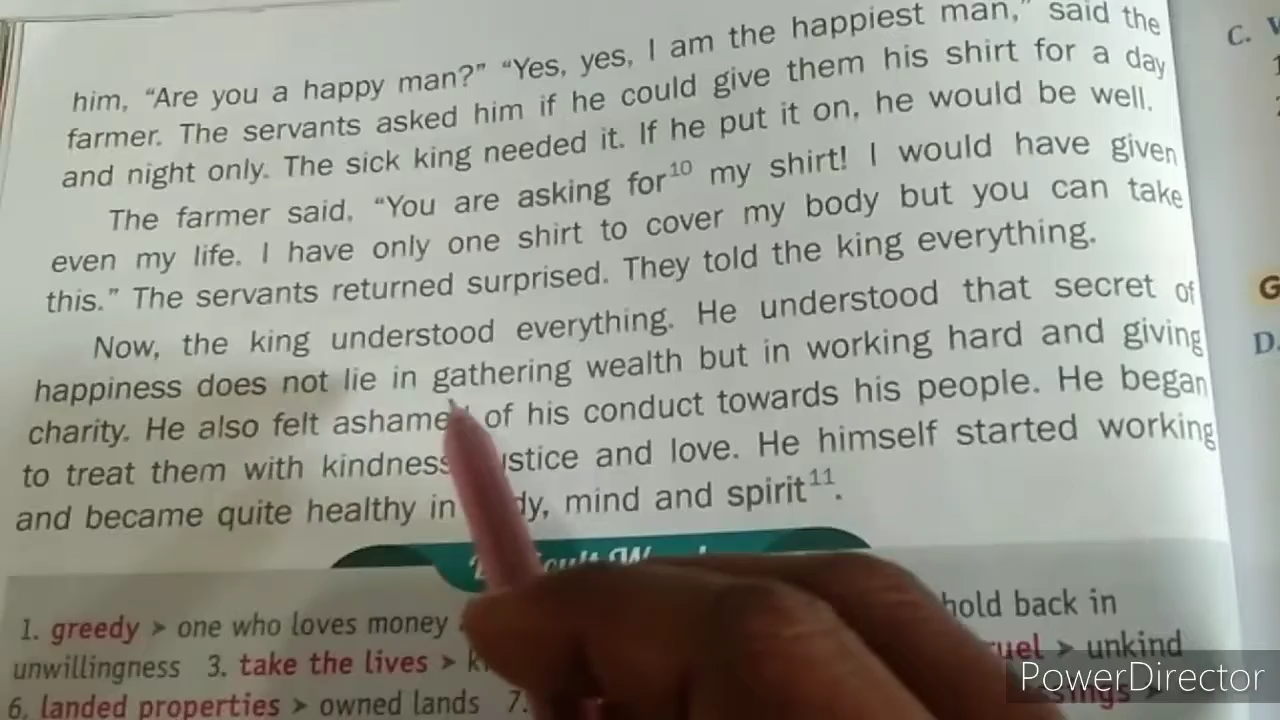 him, “Are you a happy man?” “Yes, yes, I am the happiest man,” said the
farmer. The servants asked him if he could give them his shirt for a day
and night only. The sick king needed it. If he put it on, he would be well.
The farmer said, “You are asking for¹⁰ my shirt! I would have given
even my life. I have only one shirt to cover my body but you can take
this.” The servants returned surprised. They told the king everything.
Now, the king understood everything. He understood that secret of
happiness does not lie in gathering wealth but in working hard and giving
charity. He also felt ashamed of his conduct towards his people. He began
to treat them with kindness, justice and love. He himself started working
and became quite healthy in body, mind and spirit¹¹.
1. greedy > one who loves money hold back in
unwillingness 3. take the lives > unkind
6. landed properties > owned lands 7.
C.
D.
PowerDirector